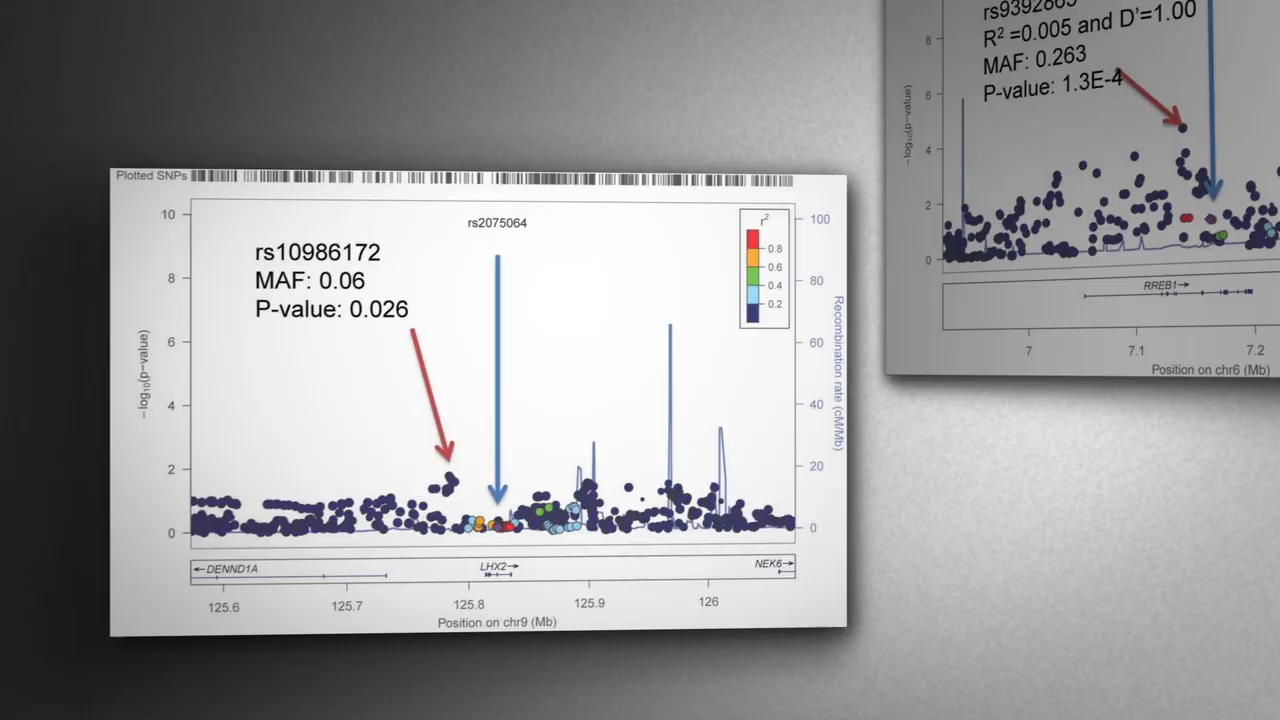 Plotted SNPs
rs2075064
rs10986172
MAF: 0.06
P-value: 0.026
r²
0.8
0.6
0.4
0.2
10
8
6
4
2
0
−log₁₀(p−value)
100
80
60
40
20
0
Recombination rate (cM/Mb)
←DENND1A
LHX2→
NEK6→
125.6 125.7 125.8 125.9 126
Position on chr9 (Mb)
R² =0.005 and D’=1.00
MAF: 0.263
P-value: 1.3E-4
8
6
4
2
0
−log₁₀(p−value)
RREB1→
7 7.1 7.2
Position on chr6 (Mb)